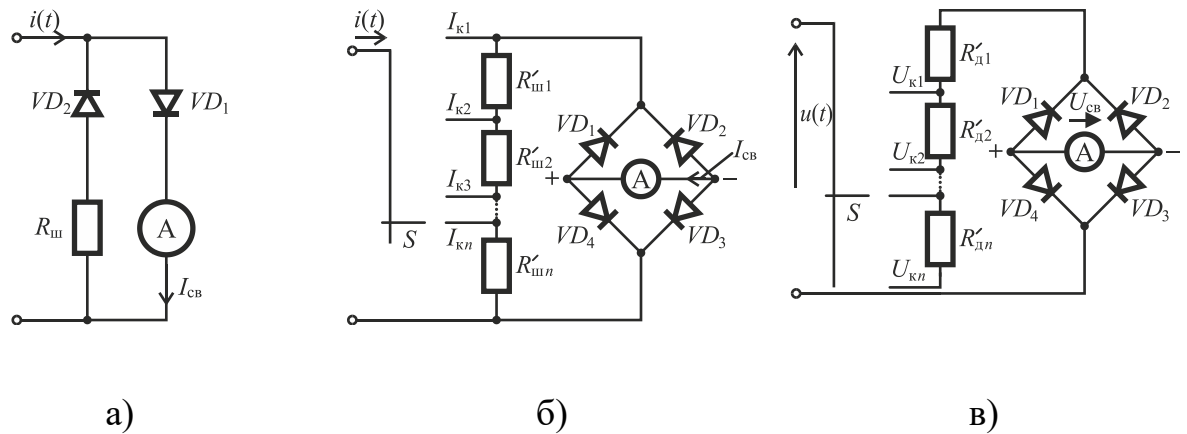 i(t)
VD₂
VD₁
Rш
A
Iсв
а)
i(t)
Iк1
R′ш1
Iк2
R′ш2
Iк3
S
Iкn
R′шn
VD₁
VD₂
Iсв
+
A
−
VD₄
VD₃
б)
u(t)
R′д1
Uк1
R′д2
Uк2
S
R′дn
Uкn
VD₁
Uсв
VD₂
+
A
−
VD₄
VD₃
в)